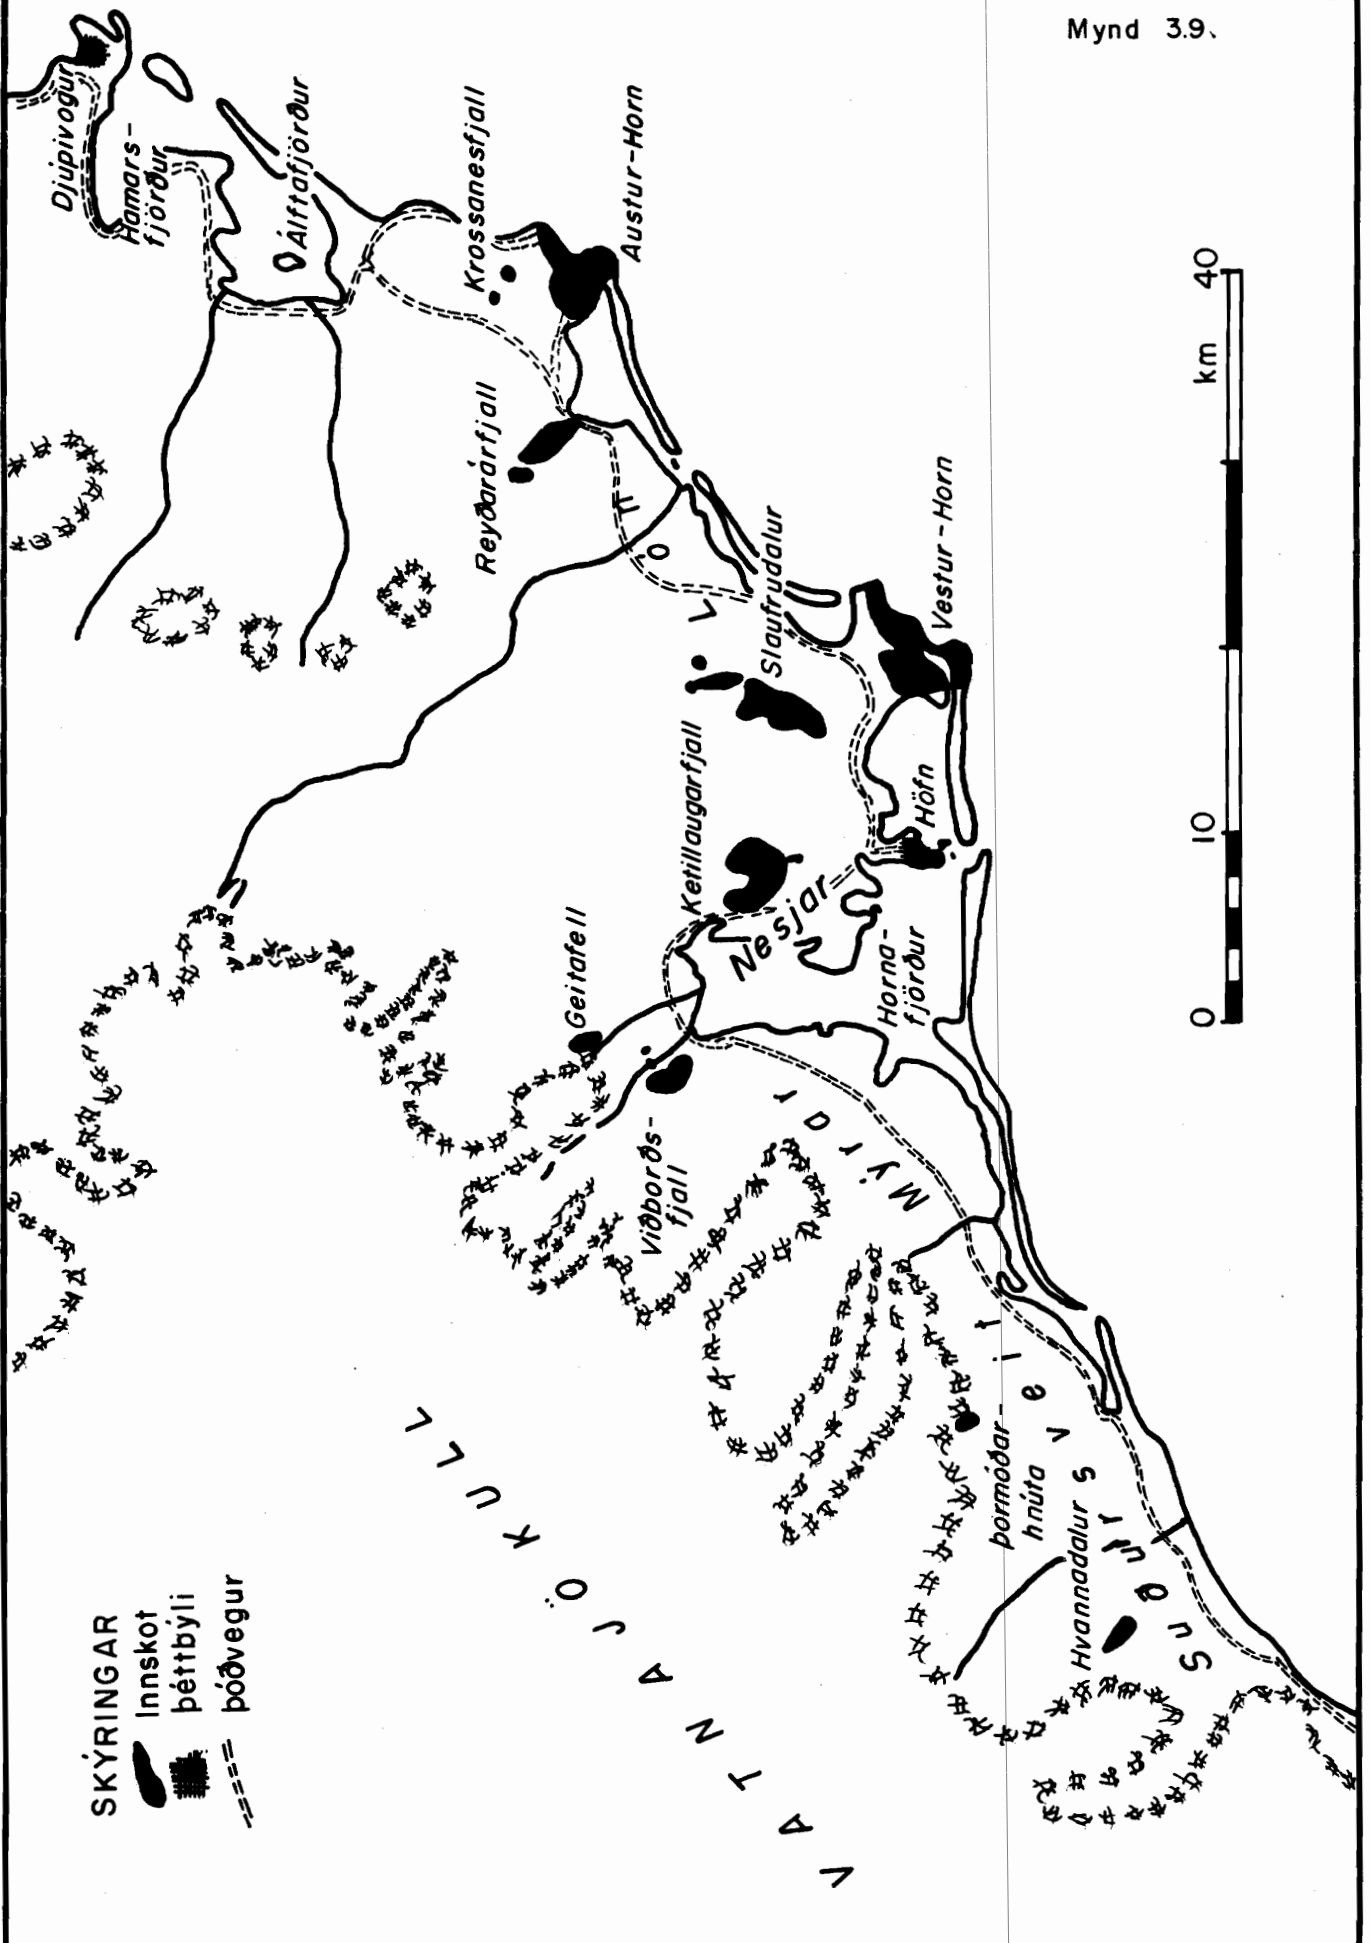 Mynd 3.9.
SKÝRINGAR
Innskot
þéttbýli
þjóðvegur
Djúpivogur
Hamars-
fjörður
Álftafjörður
Krossanesfjall
Austur-Horn
Reyðarárfjall
LÓN
Slaufrudalur
Vestur-Horn
Ketillaugarfjall
Höfn
Nesjar
Geitafell
Horna-
fjörður
Viðborðs-
fjall
Mýrar
VATNAJÖKULL
þormóðar-
hnúta
Hvannadalur
Suðursveit
0 10 km 40